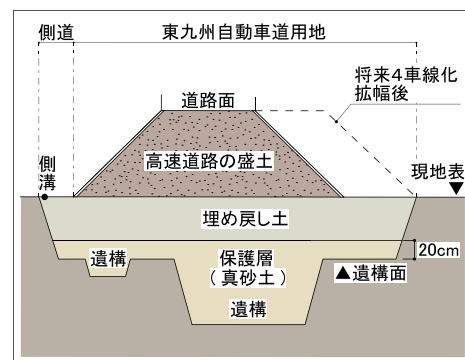 側道
東九州自動車道用地
将来4車線化
拡幅後
道路面
高速道路の盛土
側溝
現地表
埋め戻し土
20cm
遺構
保護層
（真砂土）
▲遺構面
遺構